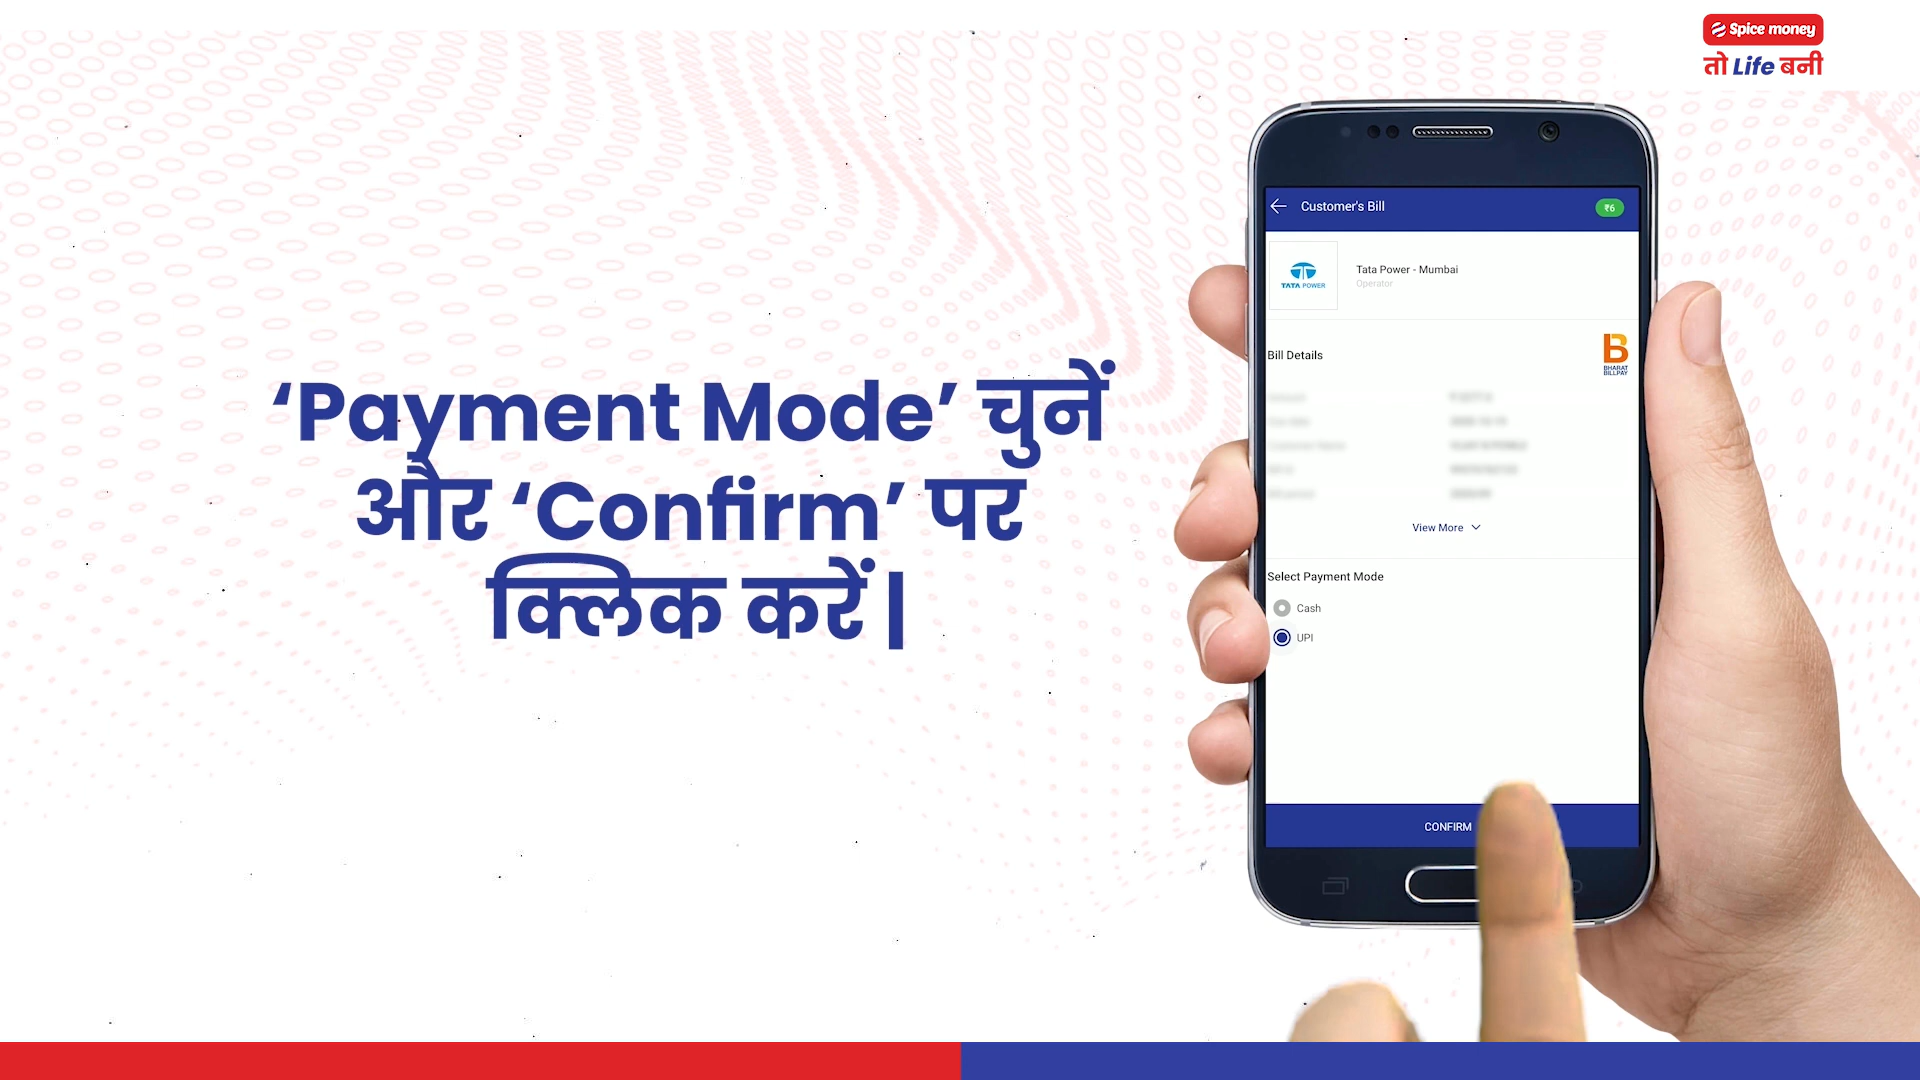 Spice money
तो Life बनी
‘Payment Mode’ चुनें
और ‘Confirm’ पर
क्लिक करें|
Customer's Bill
₹6
TATA POWER
Tata Power - Mumbai
Operator
Bill Details
B
BHARAT
BILLPAY
View More
Select Payment Mode
Cash
UPI
CONFIRM